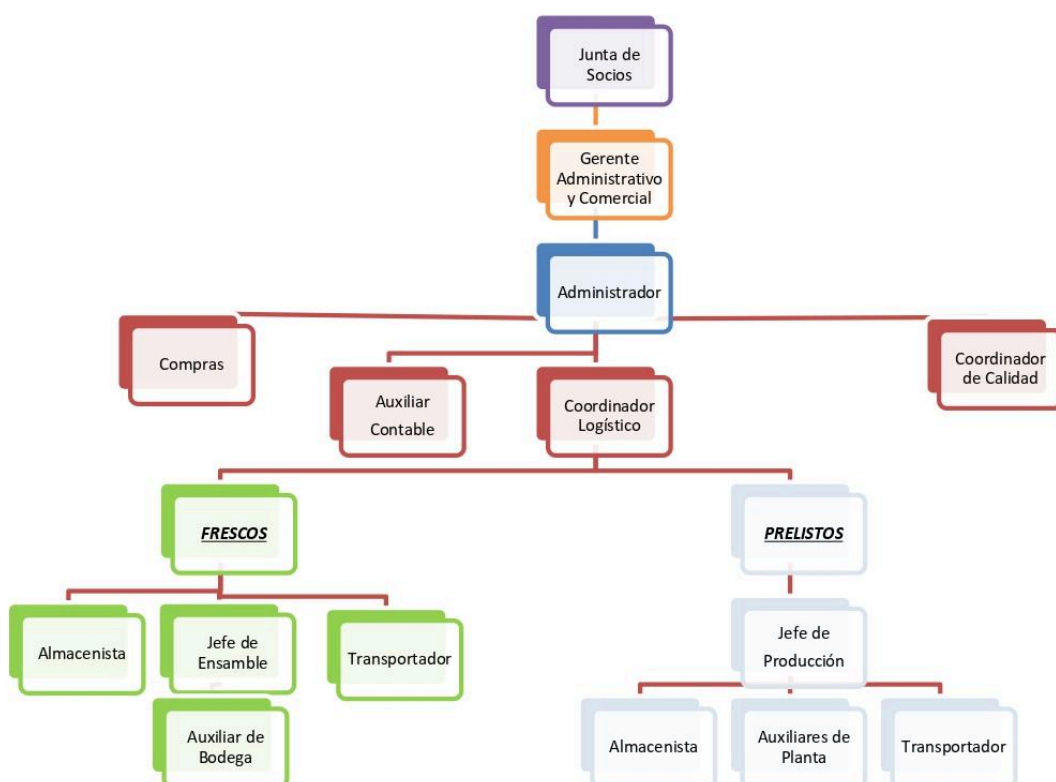 Junta de
Socios
Gerente
Administrativo
y Comercial
Administrador
Compras
Auxiliar
Contable
Coordinador
Logístico
Coordinador
de Calidad
FRESCOS
PRELISTOS
Almacenista
Jefe de
Ensamble
Transportador
Auxiliar de
Bodega
Jefe de
Producción
Almacenista
Auxiliares de
Planta
Transportador